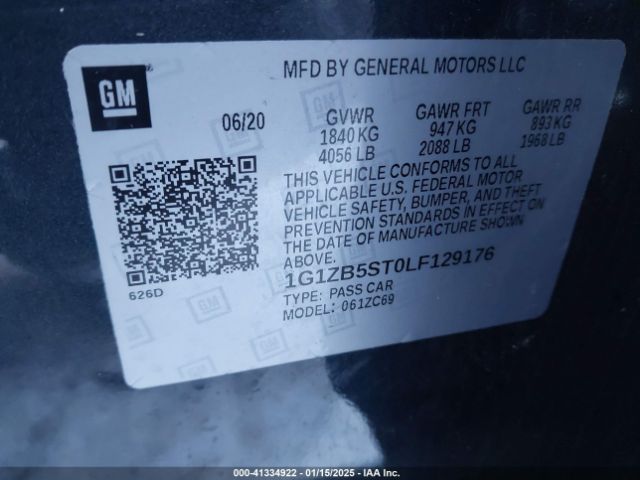 GM
MFD BY GENERAL MOTORS LLC
06/20
GVWR
1840 KG
4056 LB
GAWR FRT
947 KG
2088 LB
GAWR RR
893 KG
1968 LB
THIS VEHICLE CONFORMS TO ALL
APPLICABLE U.S. FEDERAL MOTOR
VEHICLE SAFETY, BUMPER, AND THEFT
PREVENTION STANDARDS IN EFFECT ON
THE DATE OF MANUFACTURE SHOWN
ABOVE.
1G1ZB5ST0LF129176
TYPE: PASS CAR
MODEL: 061ZC69
626D
000-41334922 - 01/15/2025 - IAA Inc.